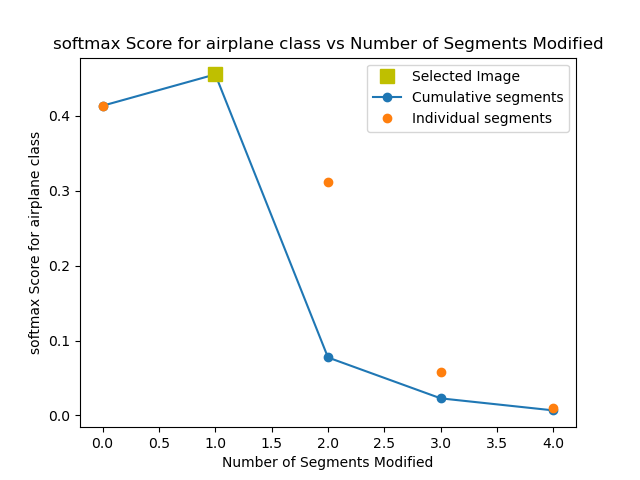 softmax Score for airplane class vs Number of Segments Modified
Selected Image
Cumulative segments
Individual segments
softmax Score for airplane class
0.4
0.3
0.2
0.1
0.0
0.0 0.5 1.0 1.5 2.0 2.5 3.0 3.5 4.0
Number of Segments Modified